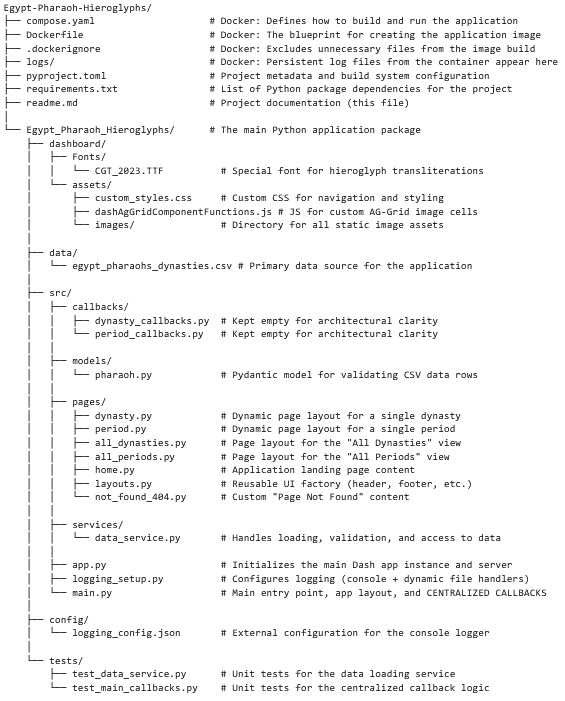 Egypt-Pharaoh-Hieroglyphs/
├── compose.yaml # Docker: Defines how to build and run the application
├── Dockerfile # Docker: The blueprint for creating the application image
├── .dockerignore # Docker: Excludes unnecessary files from the image build
├── logs/ # Docker: Persistent log files from the container appear here
├── pyproject.toml # Project metadata and build system configuration
├── requirements.txt # List of Python package dependencies for the project
├── readme.md # Project documentation (this file)
│
└── Egypt_Pharaoh_Hieroglyphs/ # The main Python application package
    ├── dashboard/
    │   ├── Fonts/
    │   │   └── CGT_2023.TTF # Special font for hieroglyph transliterations
    │   └── assets/
    │       ├── custom_styles.css # Custom CSS for navigation and styling
    │       ├── dashAgGridComponentFunctions.js # JS for custom AG-Grid image cells
    │       └── images/ # Directory for all static image assets
    │
    ├── data/
    │   └── egypt_pharaohs_dynasties.csv # Primary data source for the application
    │
    ├── src/
    │   ├── callbacks/
    │   │   ├── dynasty_callbacks.py # Kept empty for architectural clarity
    │   │   └── period_callbacks.py # Kept empty for architectural clarity
    │   │
    │   ├── models/
    │   │   └── pharaoh.py # Pydantic model for validating CSV data rows
    │   │
    │   ├── pages/
    │   │   ├── dynasty.py # Dynamic page layout for a single dynasty
    │   │   ├── period.py # Dynamic page layout for a single period
    │   │   ├── all_dynasties.py # Page layout for the "All Dynasties" view
    │   │   ├── all_periods.py # Page layout for the "All Periods" view
    │   │   ├── home.py # Application landing page content
    │   │   ├── layouts.py # Reusable UI factory (header, footer, etc.)
    │   │   └── not_found_404.py # Custom "Page Not Found" content
    │   │
    │   ├── services/
    │   │   └── data_service.py # Handles loading, validation, and access to data
    │   │
    │   ├── app.py # Initializes the main Dash app instance and server
    │   ├── logging_setup.py # Configures logging (console + dynamic file handlers)
    │   └── main.py # Main entry point, app layout, and CENTRALIZED CALLBACKS
    │
    ├── config/
    │   └── logging_config.json # External configuration for the console logger
    │
    └── tests/
        ├── test_data_service.py # Unit tests for the data loading service
        └── test_main_callbacks.py # Unit tests for the centralized callback logic